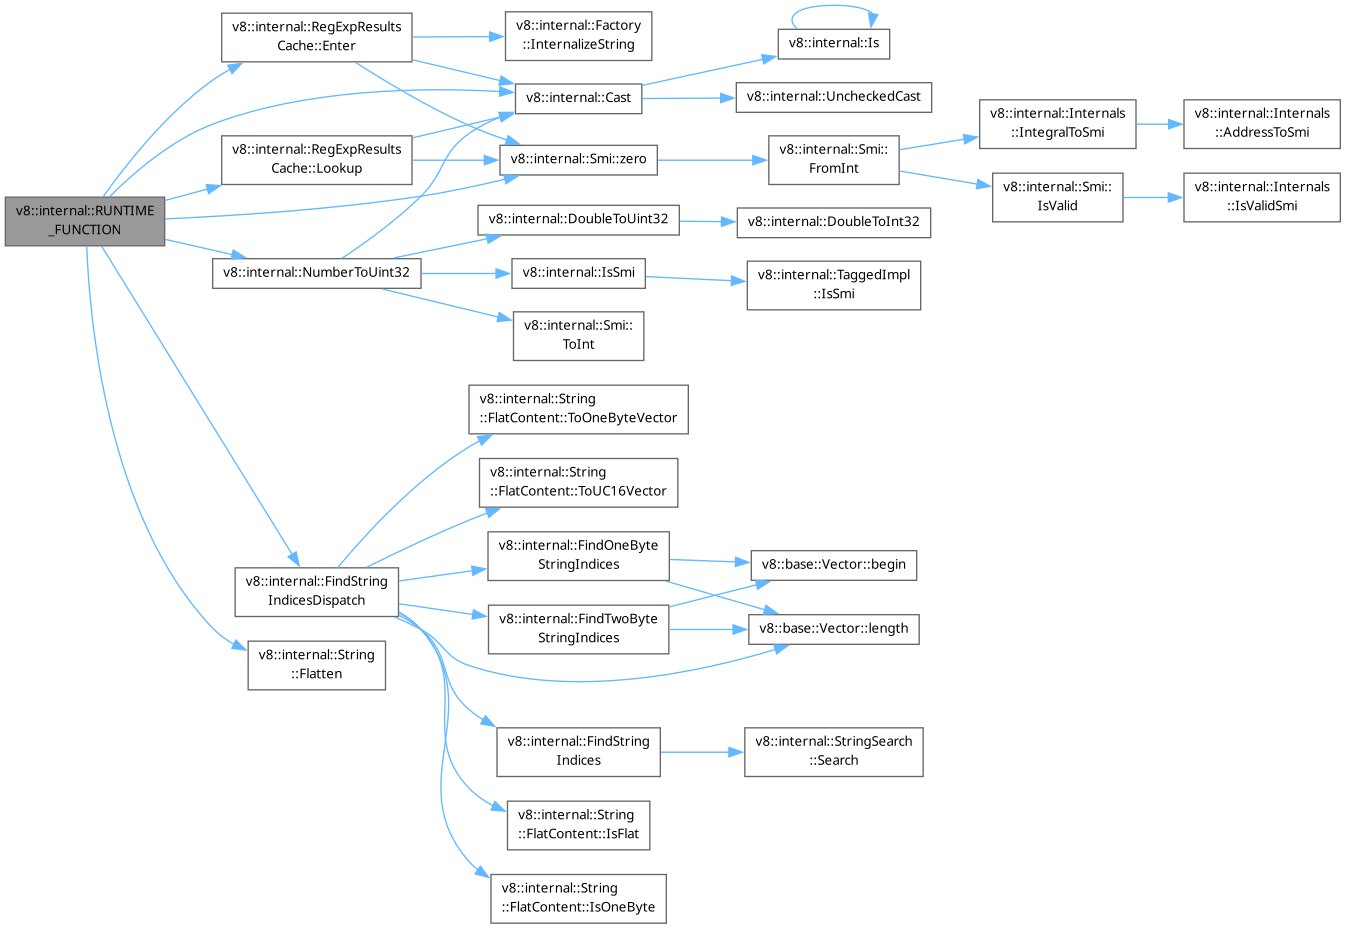 v8::internal::RUNTIME
_FUNCTION
v8::internal::RegExpResults
Cache::Enter
v8::internal::RegExpResults
Cache::Lookup
v8::internal::NumberToUint32
v8::internal::FindString
IndicesDispatch
v8::internal::String
::Flatten
v8::internal::Factory
::InternalizeString
v8::internal::Cast
v8::internal::Smi::zero
v8::internal::DoubleToUint32
v8::internal::IsSmi
v8::internal::Smi::
ToInt
v8::internal::String
::FlatContent::ToOneByteVector
v8::internal::String
::FlatContent::ToUC16Vector
v8::internal::FindOneByte
StringIndices
v8::internal::FindTwoByte
StringIndices
v8::internal::FindString
Indices
v8::internal::String
::FlatContent::IsFlat
v8::internal::String
::FlatContent::IsOneByte
v8::internal::Is
v8::internal::UncheckedCast
v8::internal::Smi::
FromInt
v8::internal::DoubleToInt32
v8::internal::TaggedImpl
::IsSmi
v8::base::Vector::begin
v8::base::Vector::length
v8::internal::StringSearch
::Search
v8::internal::Internals
::IntegralToSmi
v8::internal::Smi::
IsValid
v8::internal::Internals
::AddressToSmi
v8::internal::Internals
::IsValidSmi